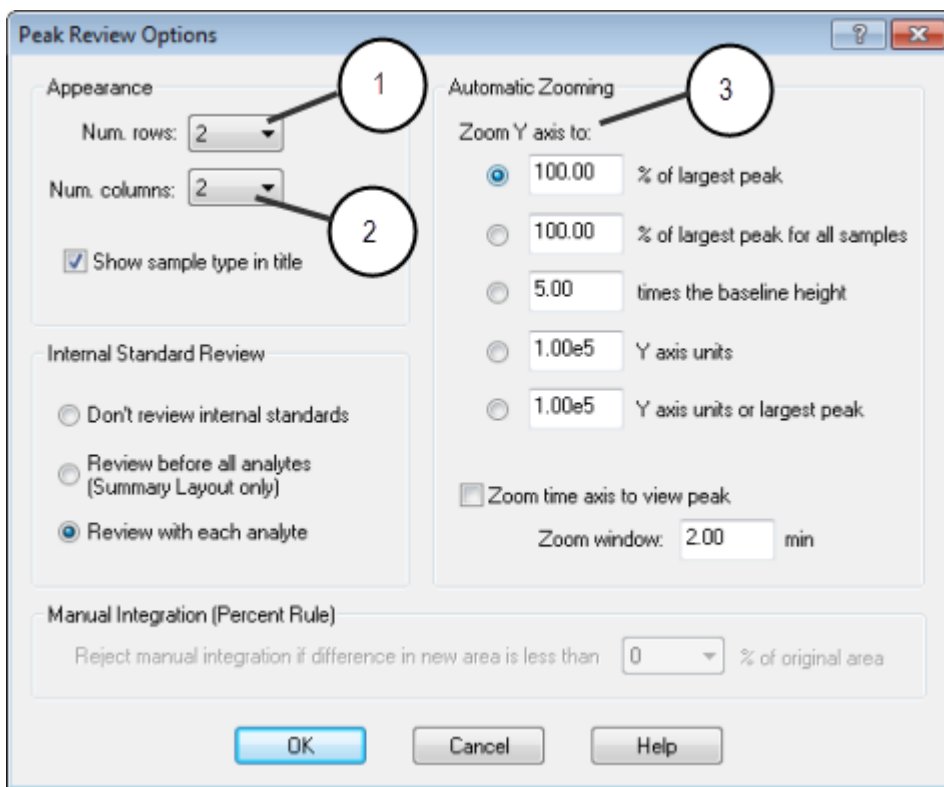 Peak Review Options
Appearance
1
Num. rows: 2
Num. columns: 2
2
Show sample type in title
Internal Standard Review
Don't review internal standards
Review before all analytes
(Summary Layout only)
Review with each analyte
Automatic Zooming
3
Zoom Y axis to:
100.00 % of largest peak
100.00 % of largest peak for all samples
5.00 times the baseline height
1.00e5 Y axis units
1.00e5 Y axis units or largest peak
Zoom time axis to view peak
Zoom window: 2.00 min
Manual Integration (Percent Rule)
Reject manual integration if difference in new area is less than 0 % of original area
OK Cancel Help